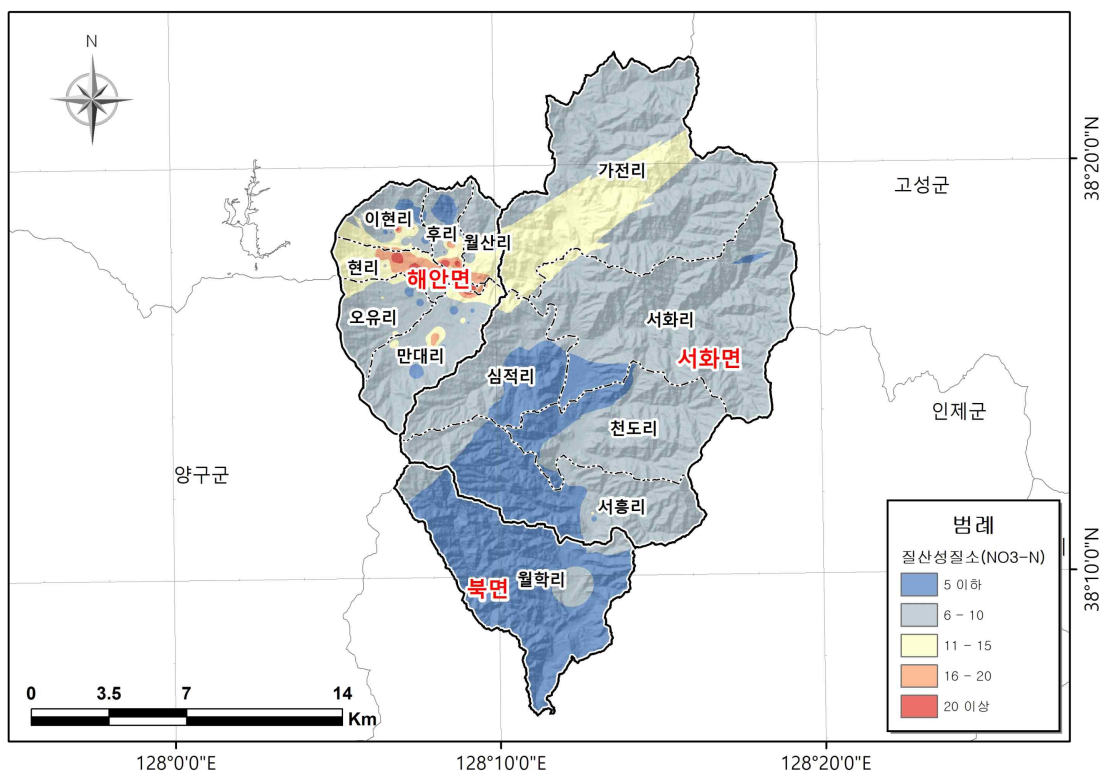 N
가전리
고성군
38°20'0"N
이현리
후리
월산리
현리
해안면
오유리
서화리
만대리
심적리
서화면
인제군
천도리
양구군
서흥리
38°10'0"N
북면
월학리
범례
질산성질소(NO3-N)
5 이하
6 - 10
11 - 15
16 - 20
20 이상
0 3.5 7 14
Km
128°0'0"E 128°10'0"E 128°20'0"E